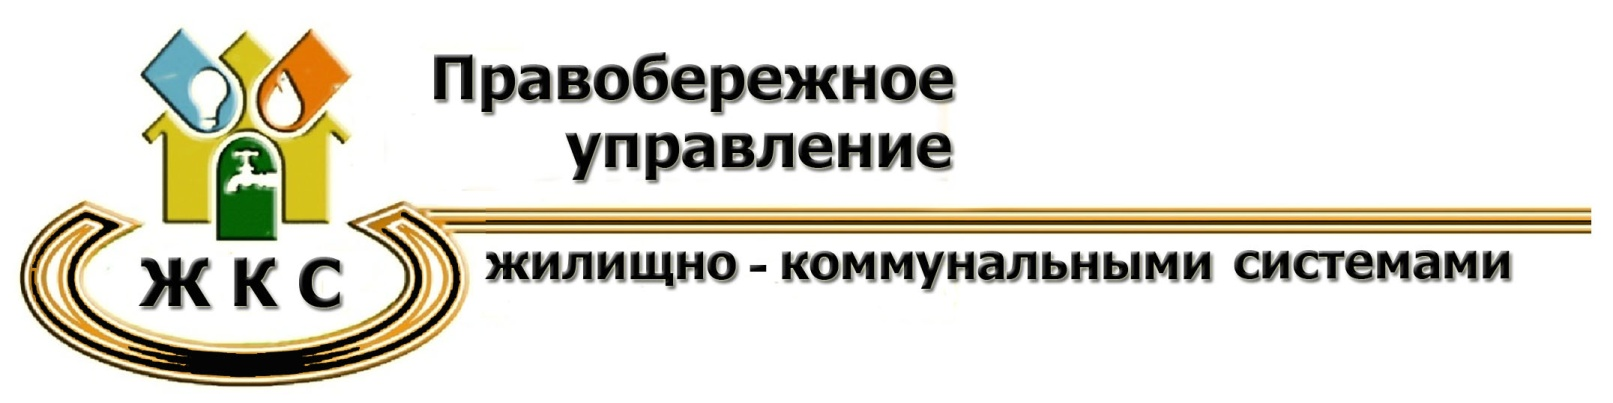 Правобережное
управление
жилищно - коммунальными системами
Ж К С